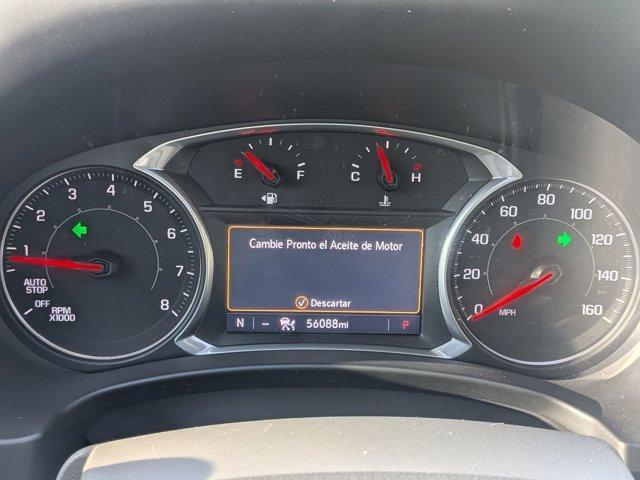 E F
C H
1 2 3 4 5 6 7 8
AUTO
STOP
OFF
RPM
X1000
Cambie Pronto el Aceite de Motor
Descartar
N -- 56088mi P
0 20 40 60 80 100 120 140 160
MPH